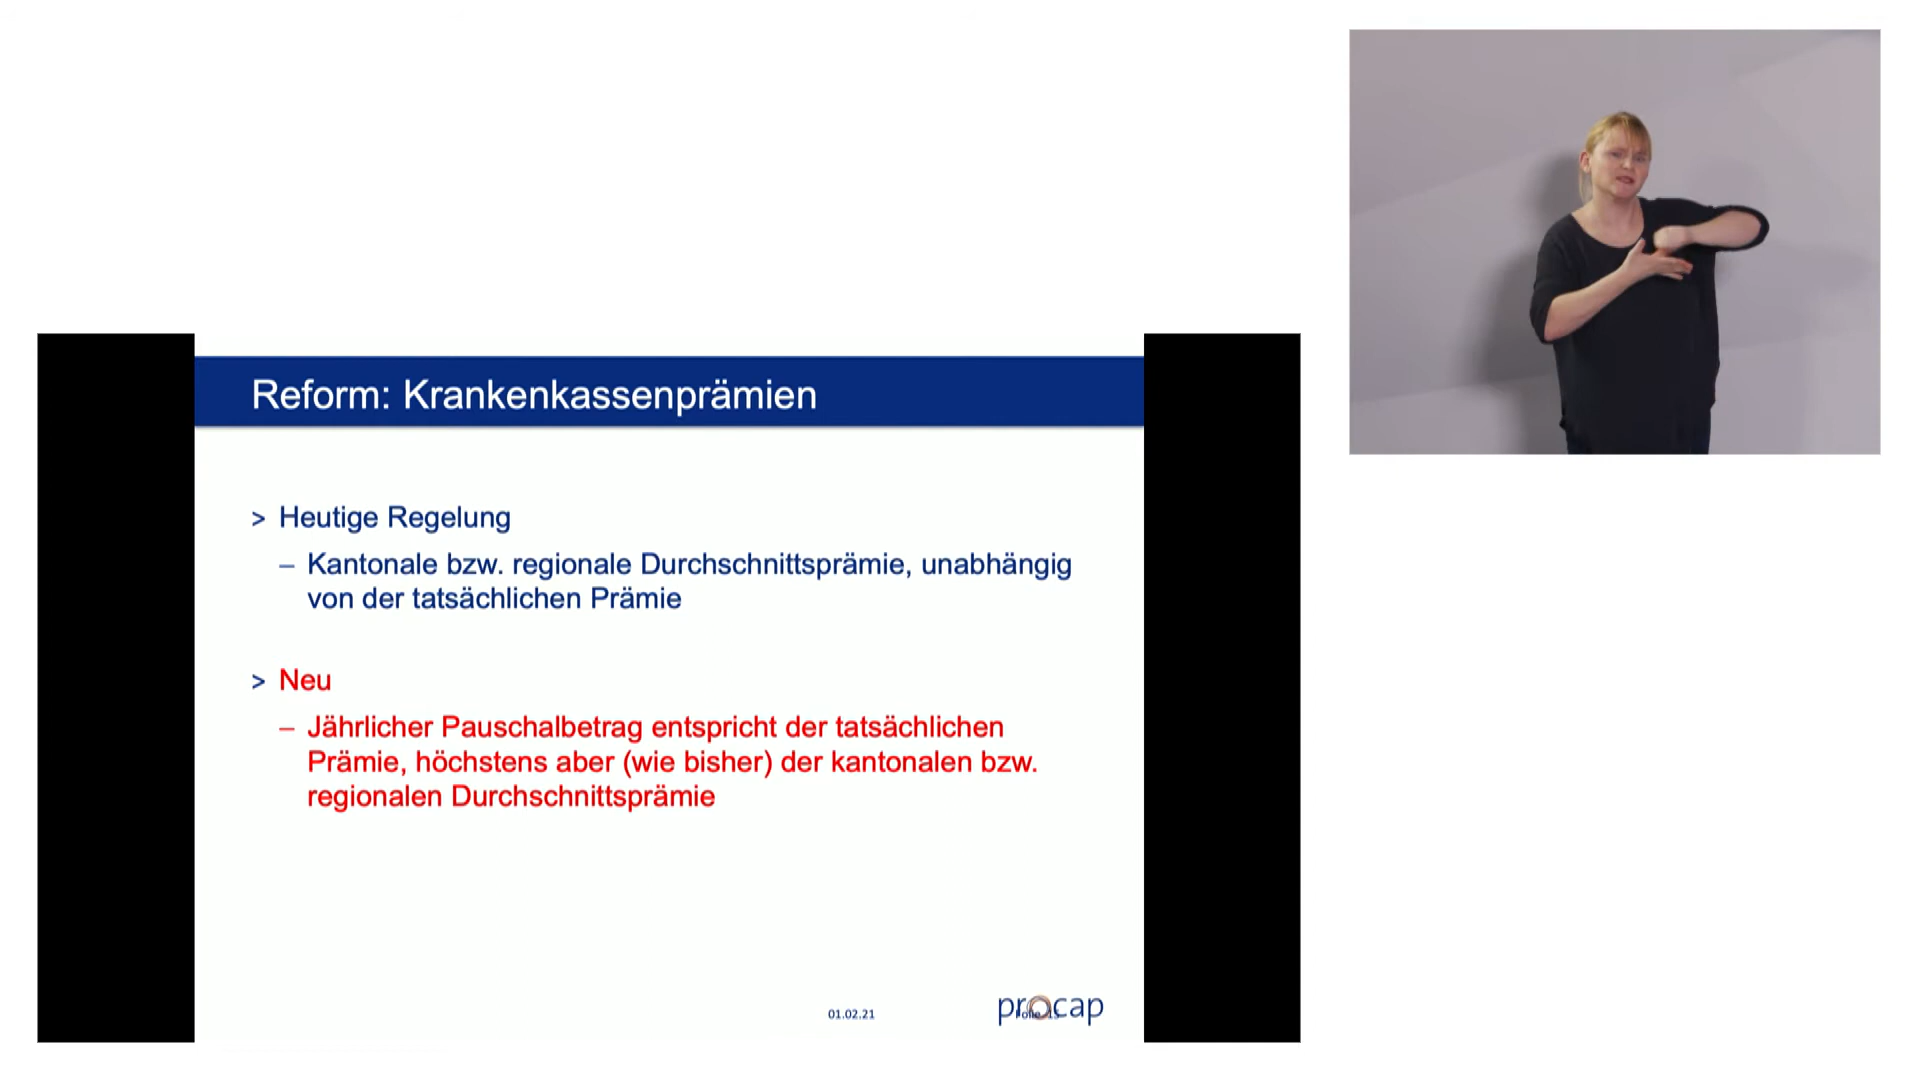 Reform: Krankenkassenprämien
> Heutige Regelung
– Kantonale bzw. regionale Durchschnittsprämie, unabhängig
von der tatsächlichen Prämie
> Neu
– Jährlicher Pauschalbetrag entspricht der tatsächlichen
Prämie, höchstens aber (wie bisher) der kantonalen bzw.
regionalen Durchschnittsprämie
01.02.21
procap